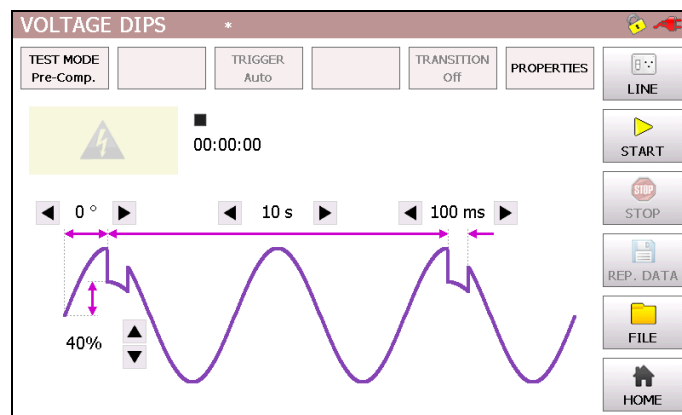 VOLTAGE DIPS *
TEST MODE
Pre-Comp.
TRIGGER
Auto
TRANSITION
Off
PROPERTIES
LINE
00:00:00
START
0 °
10 s
100 ms
STOP
STOP
REP. DATA
40%
FILE
HOME